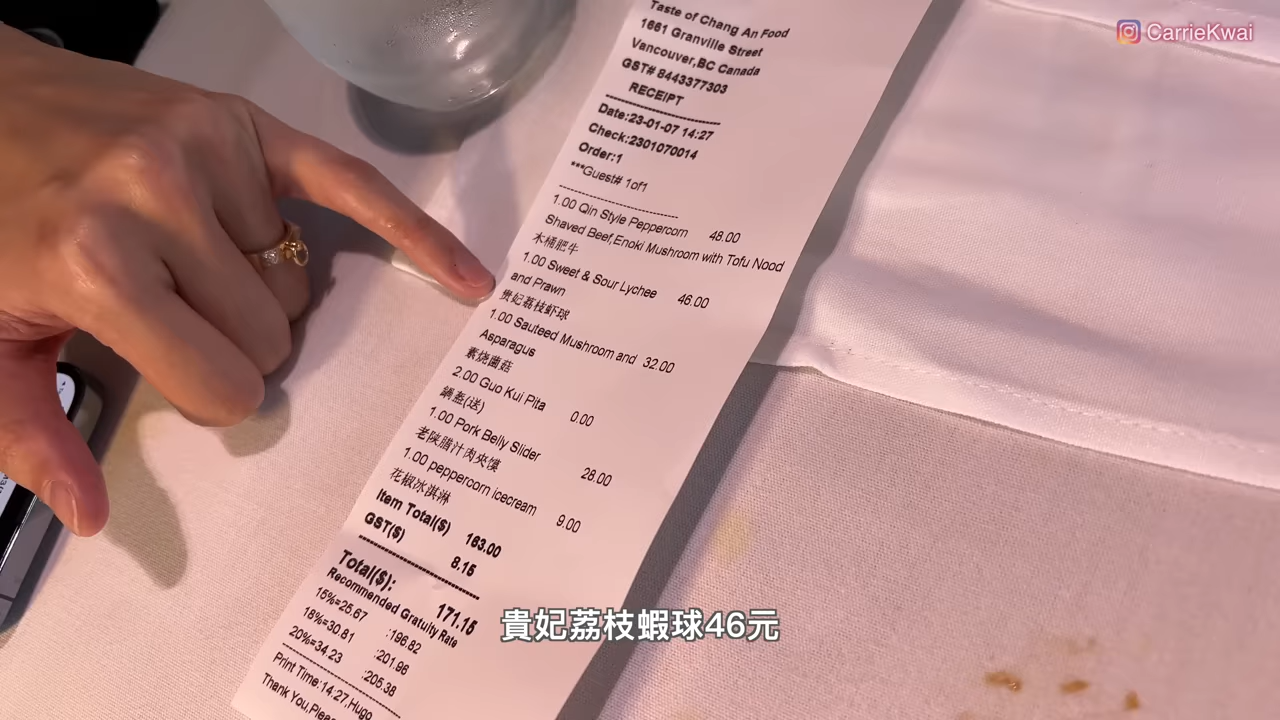 CarrieKwai
Taste of Chang An Food
1661 Granville Street
Vancouver,BC Canada
GST# 8443377303
RECEIPT
Date:23-01-07 14:27
Check:2301070014
Order:1
***Guest# 1of1
1.00 Qin Style Peppercorn 48.00
Shaved Beef,Enoki Mushroom with Tofu Nood
木桶肥牛
1.00 Sweet & Sour Lychee 46.00
and Prawn
贵妃荔枝虾球
1.00 Sauteed Mushroom and 32.00
Asparagus
素烧菌菇
2.00 Guo Kui Pita 0.00
鍋盔(送)
1.00 Pork Belly Slider 28.00
老陕腊汁肉夾馍
1.00 peppercorn icecream 9.00
花椒冰淇淋
Item Total($) 163.00
GST($) 8.15
Total($): 171.15
Recommended Gratuity Rate
15%=25.67 :196.82
18%=30.81 :201.96
20%=34.23 :205.38
Print Time:14:27,Hugo
Thank You,Pleas
貴妃荔枝蝦球46元